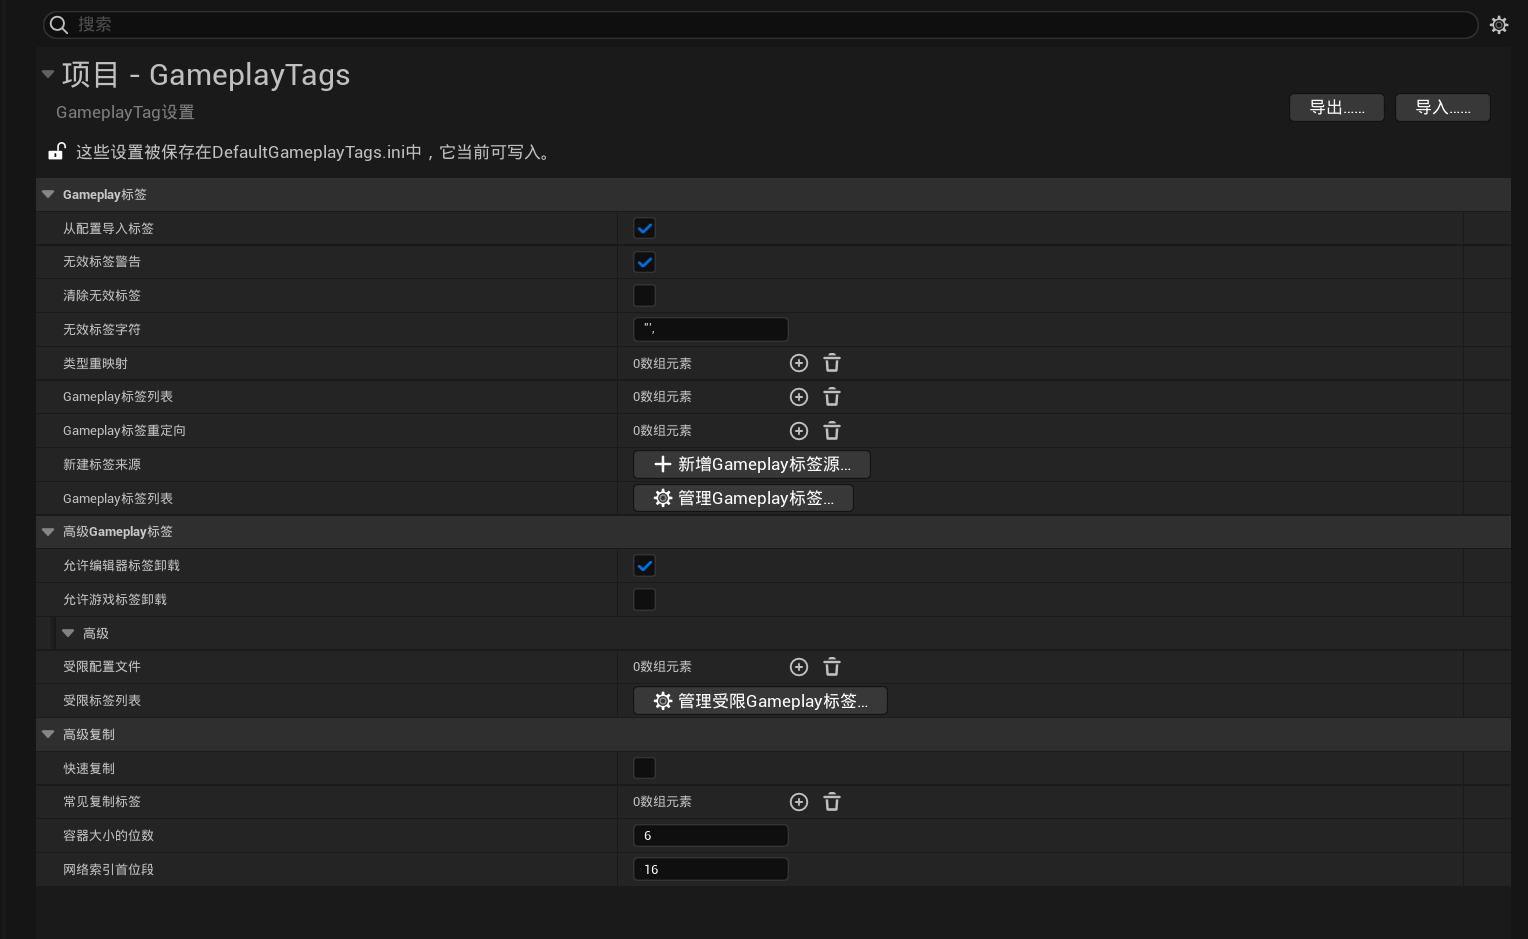 搜索
项目 - GameplayTags
GameplayTag设置
导出...... 导入......
这些设置被保存在DefaultGameplayTags.ini中，它当前可写入。
Gameplay标签
从配置导入标签
无效标签警告
清除无效标签
无效标签字符 "',
类型重映射 0数组元素
Gameplay标签列表 0数组元素
Gameplay标签重定向 0数组元素
新建标签来源 新增Gameplay标签源...
Gameplay标签列表 管理Gameplay标签...
高级Gameplay标签
允许编辑器标签卸载
允许游戏标签卸载
高级
受限配置文件 0数组元素
受限标签列表 管理受限Gameplay标签...
高级复制
快速复制
常见复制标签 0数组元素
容器大小的位数 6
网络索引首位段 16